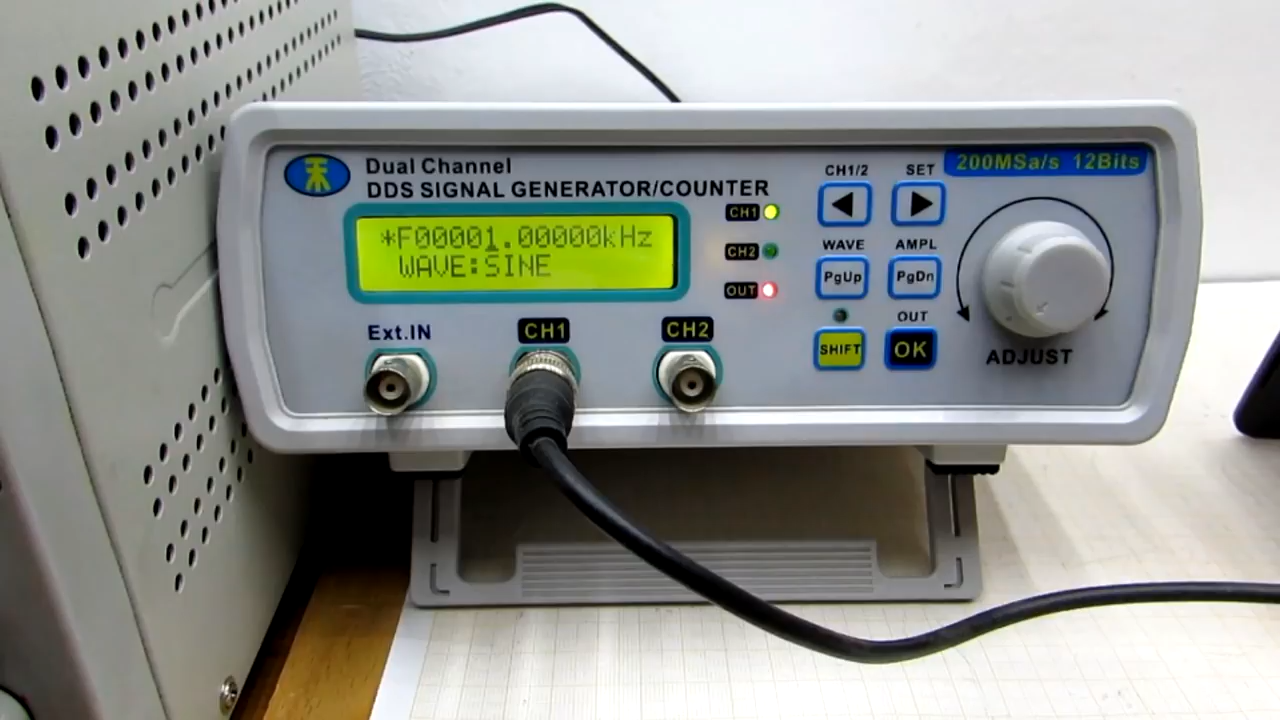 Dual Channel
DDS SIGNAL GENERATOR/COUNTER
200MSa/s 12Bits
*F00001.00000kHz
WAVE:SINE
CH1
CH2
OUT
CH1/2
SET
WAVE
AMPL
PgUp
PgDn
OUT
SHIFT
OK
ADJUST
Ext.IN
CH1
CH2